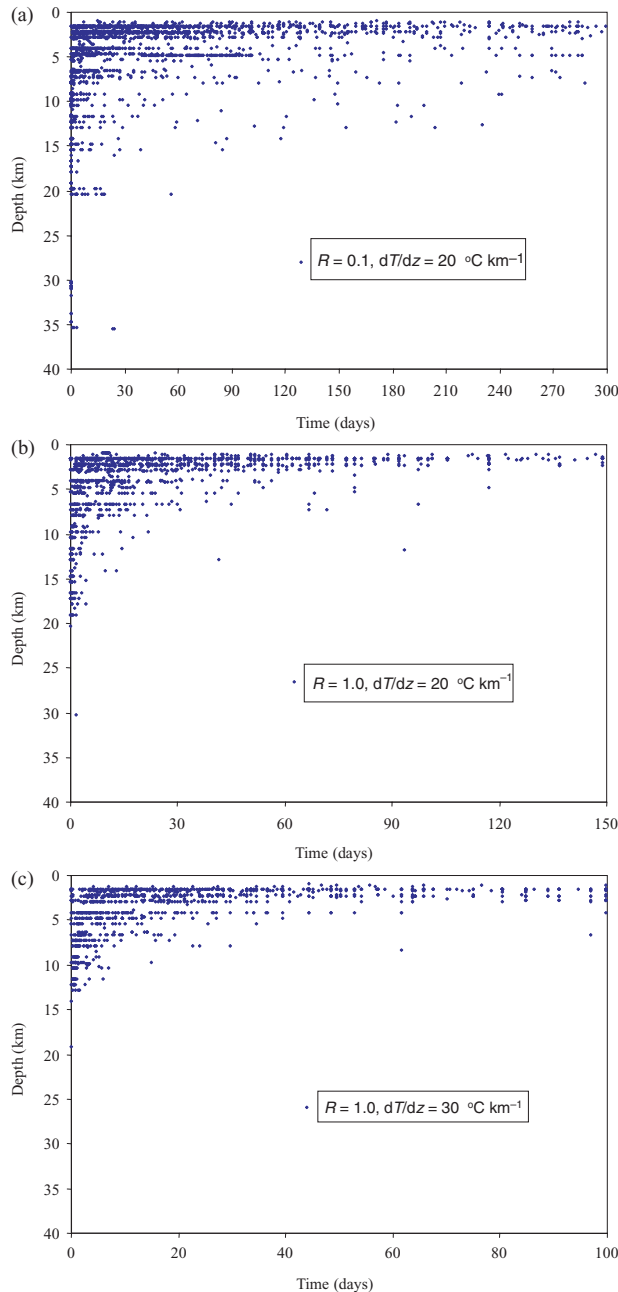 (a)
0
5
10
15
20
25
30
35
40
Depth (km)
R = 0.1, dT/dz = 20 °C km−1
0 30 60 90 120 150 180 210 240 270 300
Time (days)
(b)
0
5
10
15
20
25
30
35
40
Depth (km)
R = 1.0, dT/dz = 20 °C km−1
0 30 60 90 120 150
Time (days)
(c)
0
5
10
15
20
25
30
35
40
Depth (km)
R = 1.0, dT/dz = 30 °C km−1
0 20 40 60 80 100
Time (days)